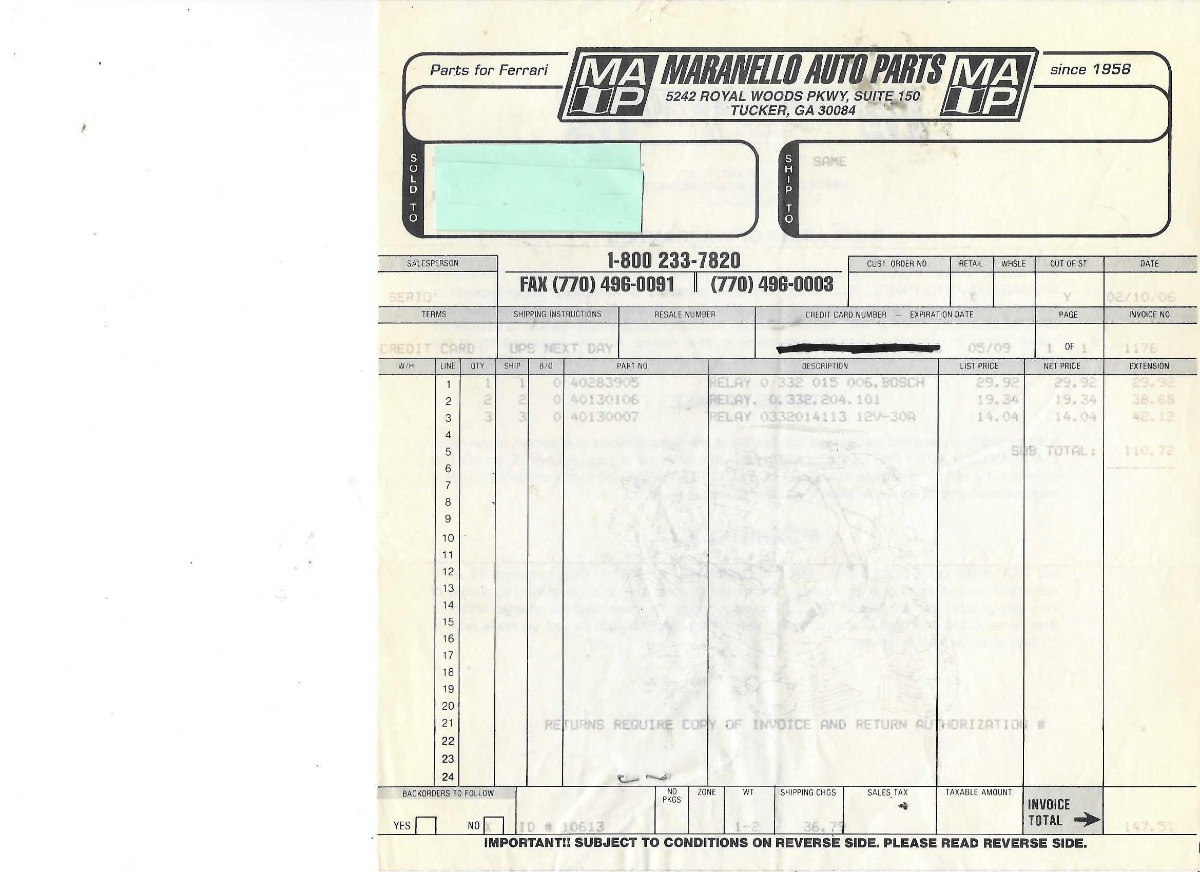 Parts for Ferrari MA P MARANELLO AUTO PARTS MA P since 1958
5242 ROYAL WOODS PKWY, SUITE 150
TUCKER, GA 30084
SOLD TO
SHIP TO SAME
1-800 233-7820
FAX (770) 496-0091 (770) 496-0003
SALESPERSON CUST ORDER NO RETAIL WHSLE OUT OF ST DATE
SERIO X Y 02/10/06
TERMS SHIPPING INSTRUCTIONS RESALE NUMBER CREDIT CARD NUMBER – EXPIRATION DATE PAGE INVOICE NO
CREDIT CARD UPS NEXT DAY 05/09 1 OF 1 1176
W/H LINE QTY SHIP B/O PART NO DESCRIPTION LIST PRICE NET PRICE EXTENSION
1 1 1 0 40283905 RELAY 0 332 015 006,BOSCH 29.92 29.92 29.92
2 2 2 0 40130106 RELAY, 0.332.204.101 19.34 19.34 38.68
3 3 3 0 40130007 RELAY 0332014113 12V-30A 14.04 14.04 42.12
4
5 SUB TOTAL: 110.72
6
7
8
9
10
11
12
13
14
15
16
17
18
19
20
21 RETURNS REQUIRE COPY OF INVOICE AND RETURN AUTHORIZATION #
22
23
24
BACKORDERS TO FOLLOW NO PKGS ZONE WT SHIPPING CHGS SALES TAX TAXABLE AMOUNT INVOICE TOTAL
YES NO X ID # 10613 1-2 36.79 147.51
IMPORTANT!! SUBJECT TO CONDITIONS ON REVERSE SIDE. PLEASE READ REVERSE SIDE.